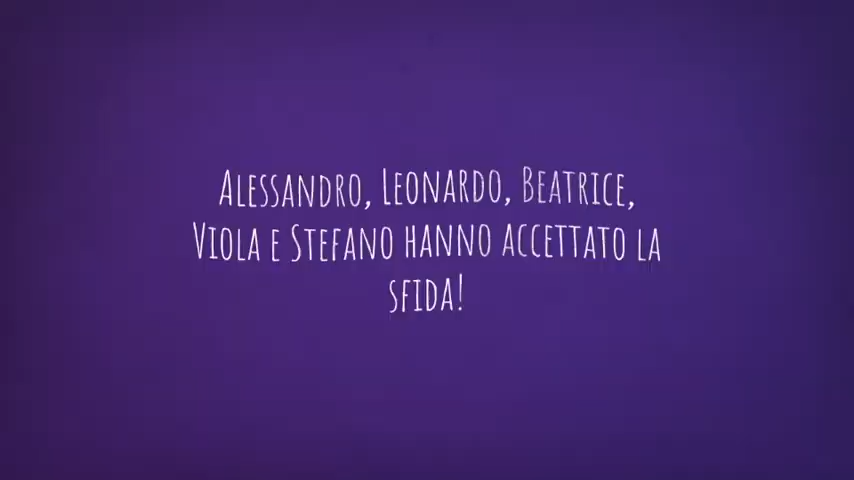 Alessandro, Leonardo, Beatrice,
Viola e Stefano hanno accettato la
sfida!